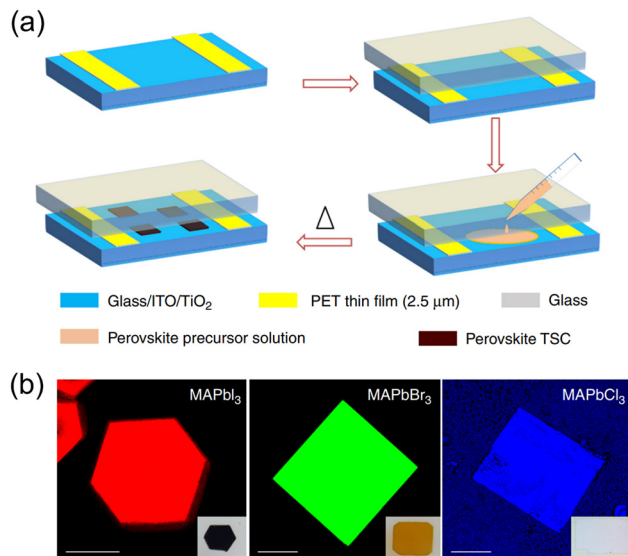 (a)
Δ
Glass/ITO/TiO₂
PET thin film (2.5 μm)
Glass
Perovskite precursor solution
Perovskite TSC
(b)
MAPbI₃
MAPbBr₃
MAPbCl₃